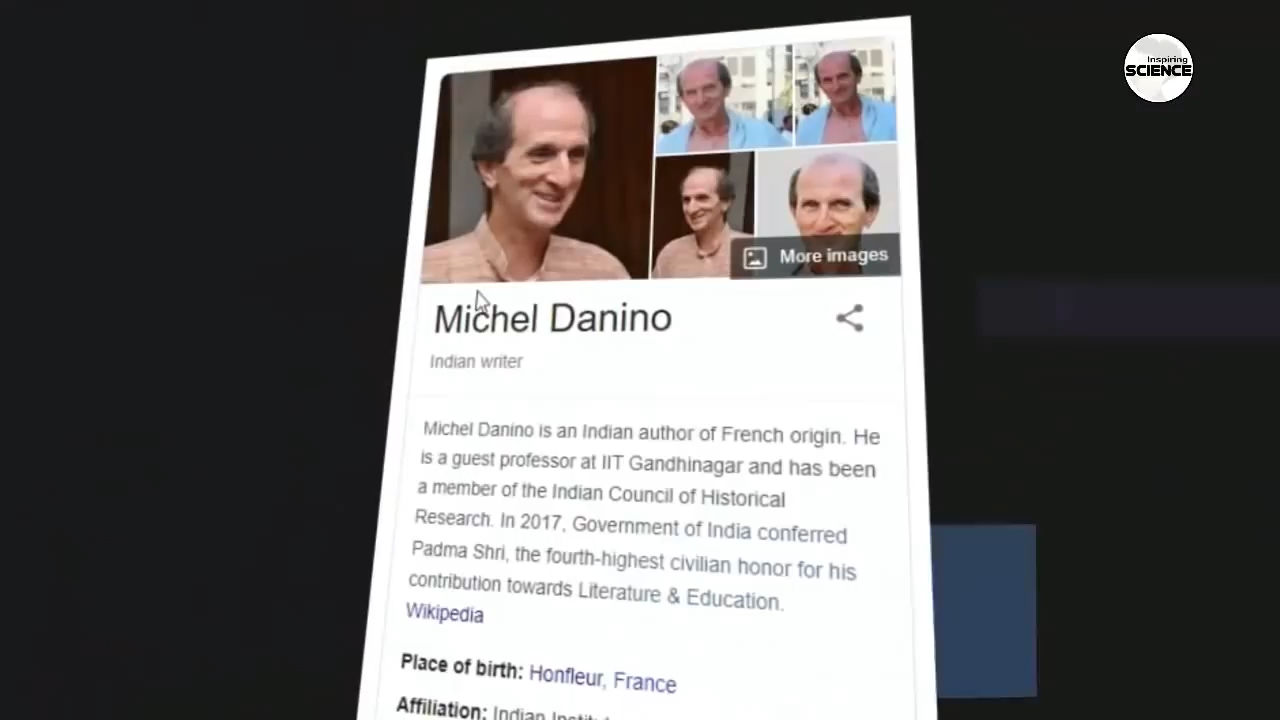 Inspiring
SCIENCE
More images
Michel Danino
Indian writer
Michel Danino is an Indian author of French origin. He
is a guest professor at IIT Gandhinagar and has been
a member of the Indian Council of Historical
Research. In 2017, Government of India conferred
Padma Shri, the fourth-highest civilian honor for his
contribution towards Literature & Education.
Wikipedia
Place of birth: Honfleur, France
Affiliation: Indian